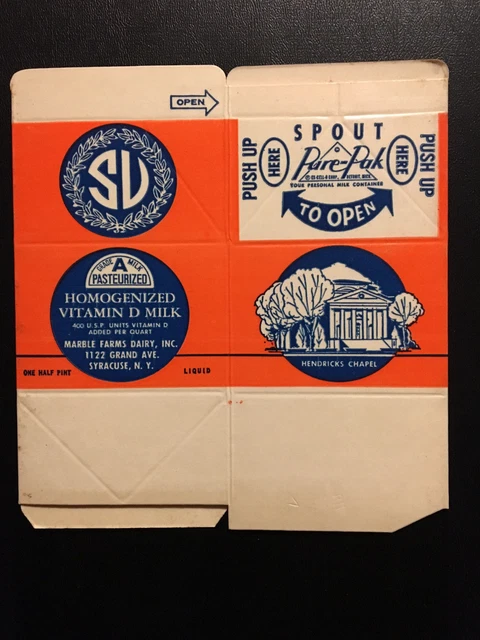 OPEN
SU
SPOUT
PUSH UP
HERE
Pure-Pak
HERE
PUSH UP
YOUR PERSONAL MILK CONTAINER
TO OPEN
GRADE A MILK
PASTEURIZED
HOMOGENIZED
VITAMIN D MILK
400 U.S.P. UNITS VITAMIN D
ADDED PER QUART
MARBLE FARMS DAIRY, INC.
1122 GRAND AVE.
SYRACUSE, N. Y.
ONE HALF PINT
LIQUID
HENDRICKS CHAPEL